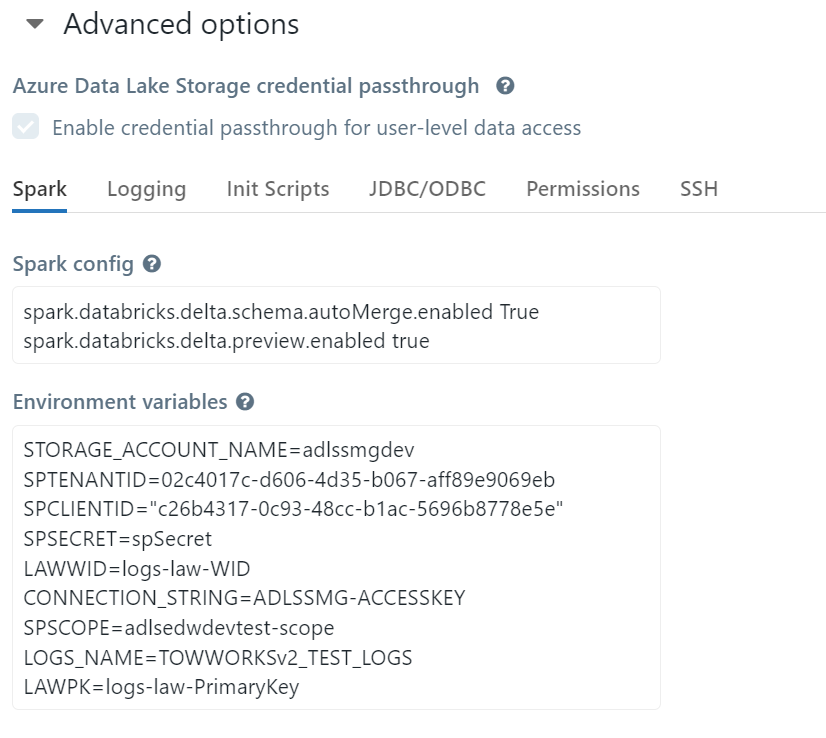 Advanced options
Azure Data Lake Storage credential passthrough
Enable credential passthrough for user-level data access
Spark Logging Init Scripts JDBC/ODBC Permissions SSH
Spark config
spark.databricks.delta.schema.autoMerge.enabled True
spark.databricks.delta.preview.enabled true
Environment variables
STORAGE_ACCOUNT_NAME=adlssmgdev
SPTENANTID=02c4017c-d606-4d35-b067-aff89e9069eb
SPCLIENTID="c26b4317-0c93-48cc-b1ac-5696b8778e5e"
SPSECRET=spSecret
LAWWID=logs-law-WID
CONNECTION_STRING=ADLSSMG-ACCESSKEY
SPSCOPE=adlsedwdevtest-scope
LOGS_NAME=TOWWORKSv2_TEST_LOGS
LAWPK=logs-law-PrimaryKey